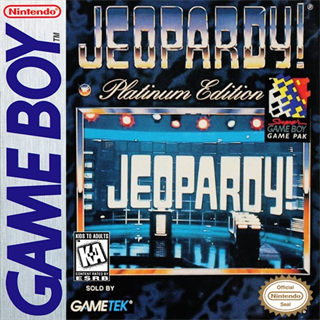 Nintendo
GAME BOY
TM
JEOPARDY!
Platinum Edition
Super
GAME BOY
GAME PAK
JEOPARDY!
KIDS TO ADULTS
K-A
CONTENT RATED BY
ESRB
SOLD BY
GAMETEK
Official
Nintendo
Seal